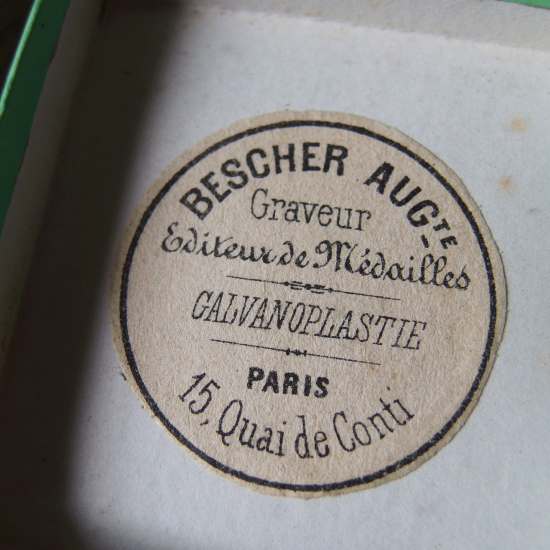 BESCHER AUGTE
Graveur
Editeur de Médailles
GALVANOPLASTIE
PARIS
15, Quai de Conti